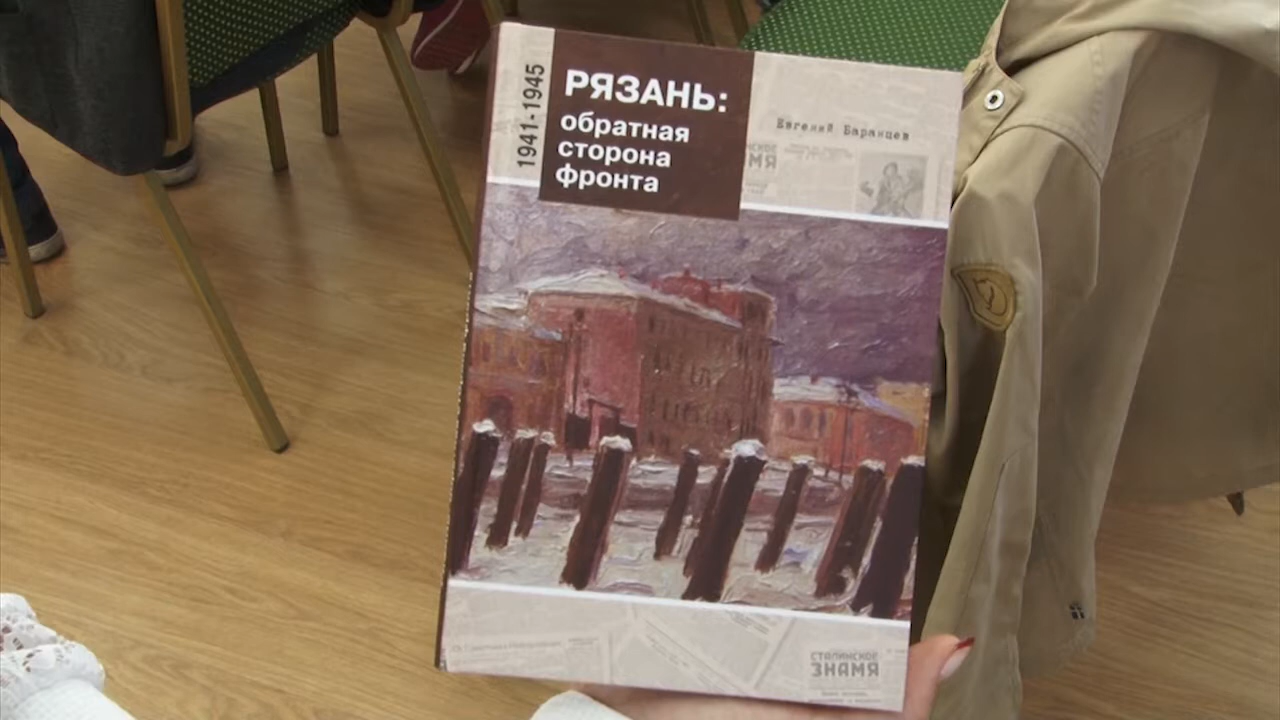 1941-1945
РЯЗАНЬ:
обратная
сторона
фронта
Евгений Баранцев
СТАЛИНСКОЕ
ЗНАМЯ